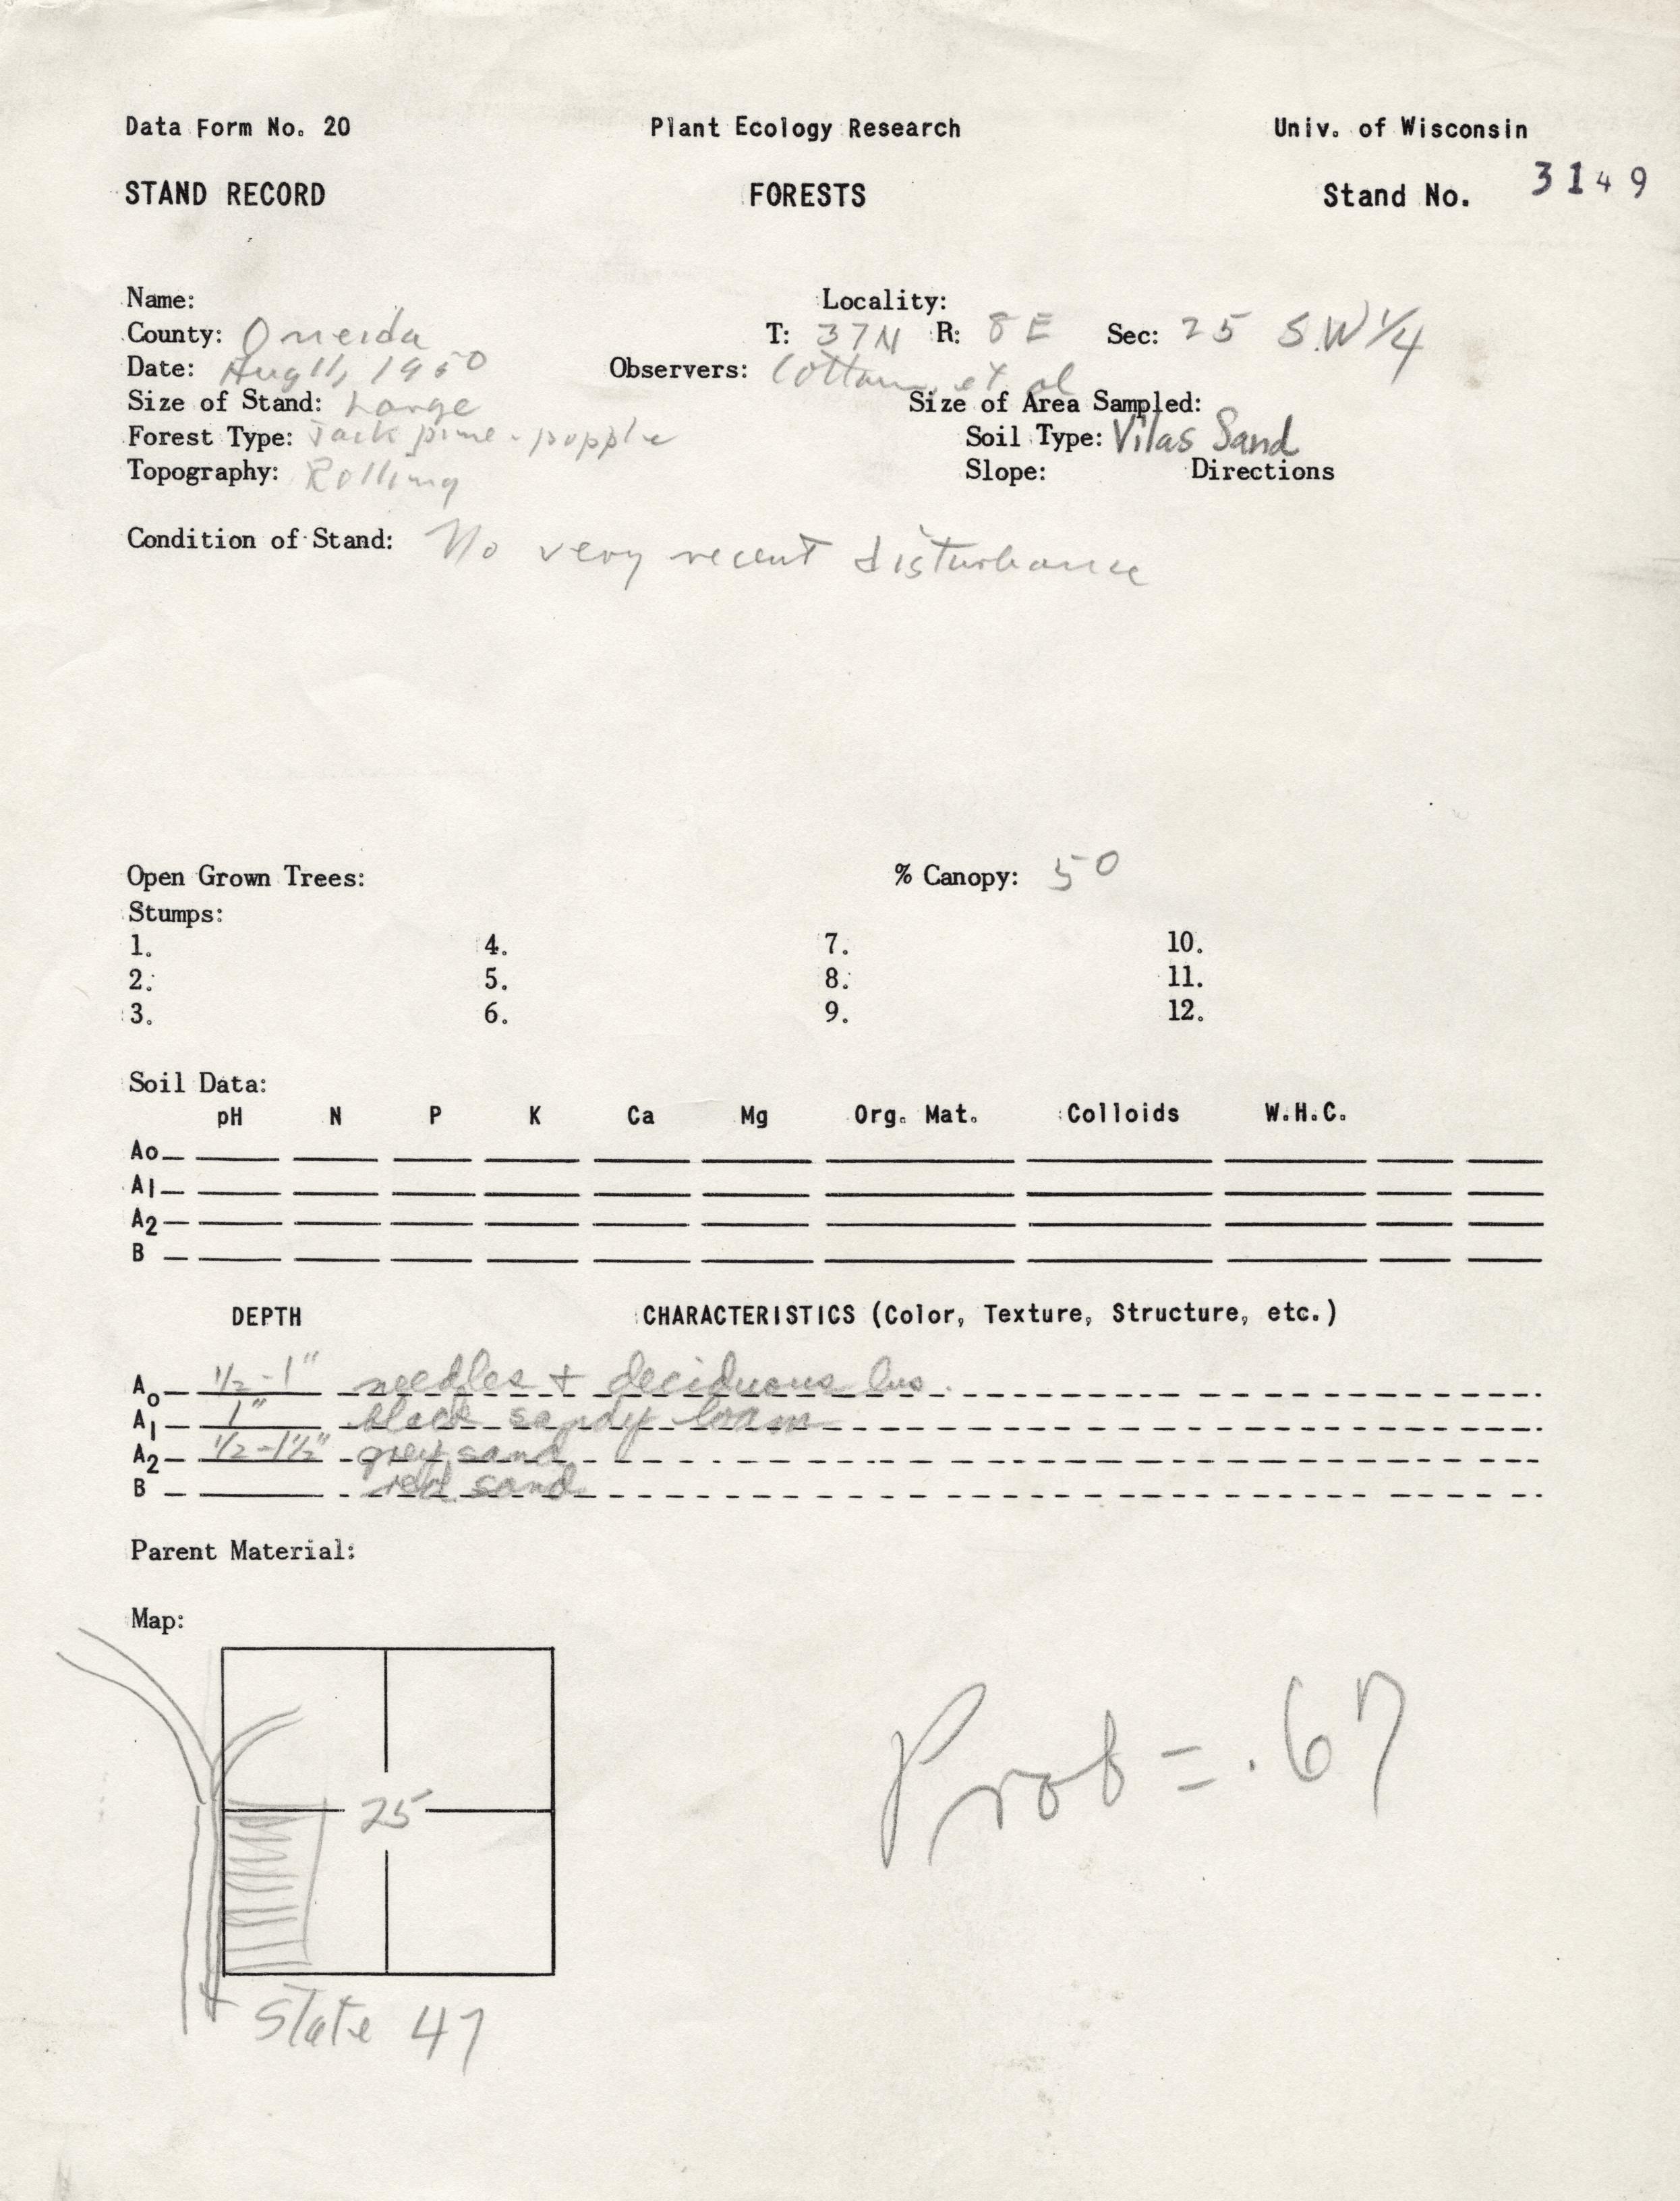 Data Form No. 20 Plant Ecology Research Univ. of Wisconsin
STAND RECORD FORESTS Stand No. 3149
Name: Locality:
County: Oneida T: 37N R: 8E Sec: 25 S.W 1/4
Date: Aug 11, 1950 Observers: Cottam, et al
Size of Stand: Large Size of Area Sampled:
Forest Type: Jack pine - popple Soil Type: Vilas Sand
Topography: Rolling Slope: Directions
Condition of Stand: No very recent disturbance
Open Grown Trees: % Canopy: 50
Stumps:
1. 4. 7. 10.
2. 5. 8. 11.
3. 6. 9. 12.
Soil Data:
pH N P K Ca Mg Org. Mat. Colloids W.H.C.
Ao
A1
A2
B
DEPTH CHARACTERISTICS (Color, Texture, Structure, etc.)
Ao 1/2-1" needles + deciduous lvs.
A1 1" black sandy loam
A2 1/2-1 1/2" grey sand
B red sand
Parent Material:
Map:
25
Prob = .67
State 47